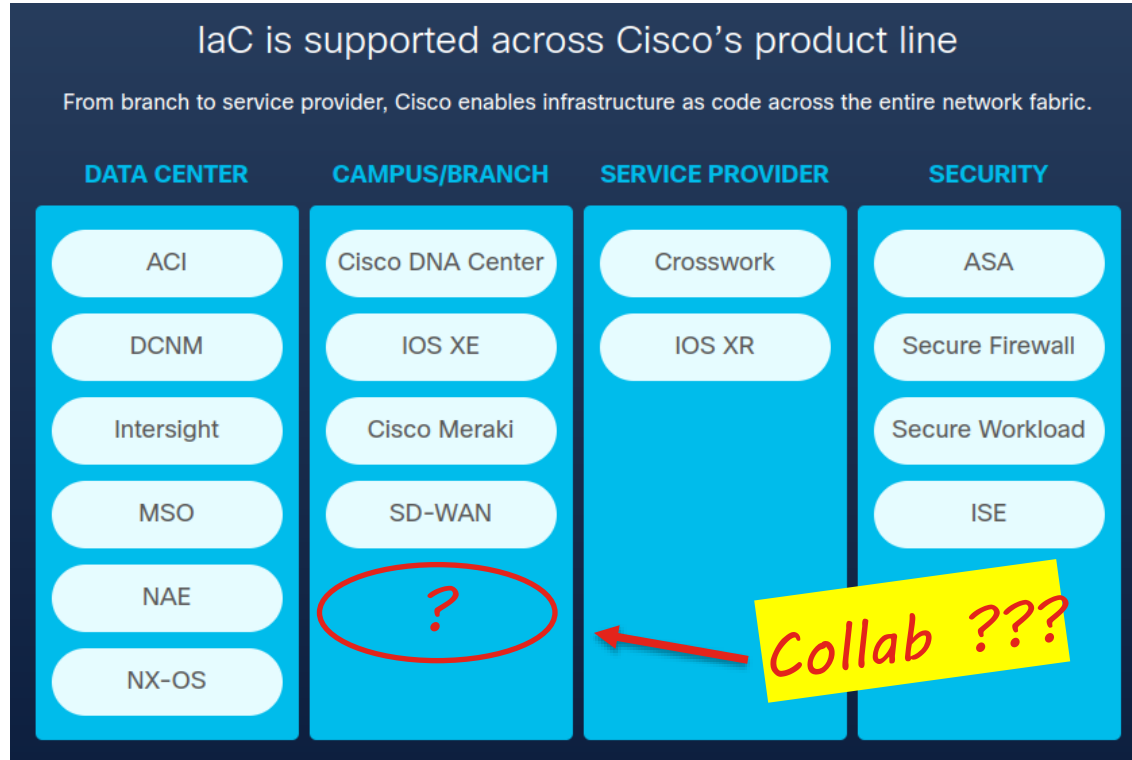 IaC is supported across Cisco's product line
From branch to service provider, Cisco enables infrastructure as code across the entire network fabric.
DATA CENTER
ACI
DCNM
Intersight
MSO
NAE
NX-OS
CAMPUS/BRANCH
Cisco DNA Center
IOS XE
Cisco Meraki
SD-WAN
?
SERVICE PROVIDER
Crosswork
IOS XR
SECURITY
ASA
Secure Firewall
Secure Workload
ISE
Collab ???